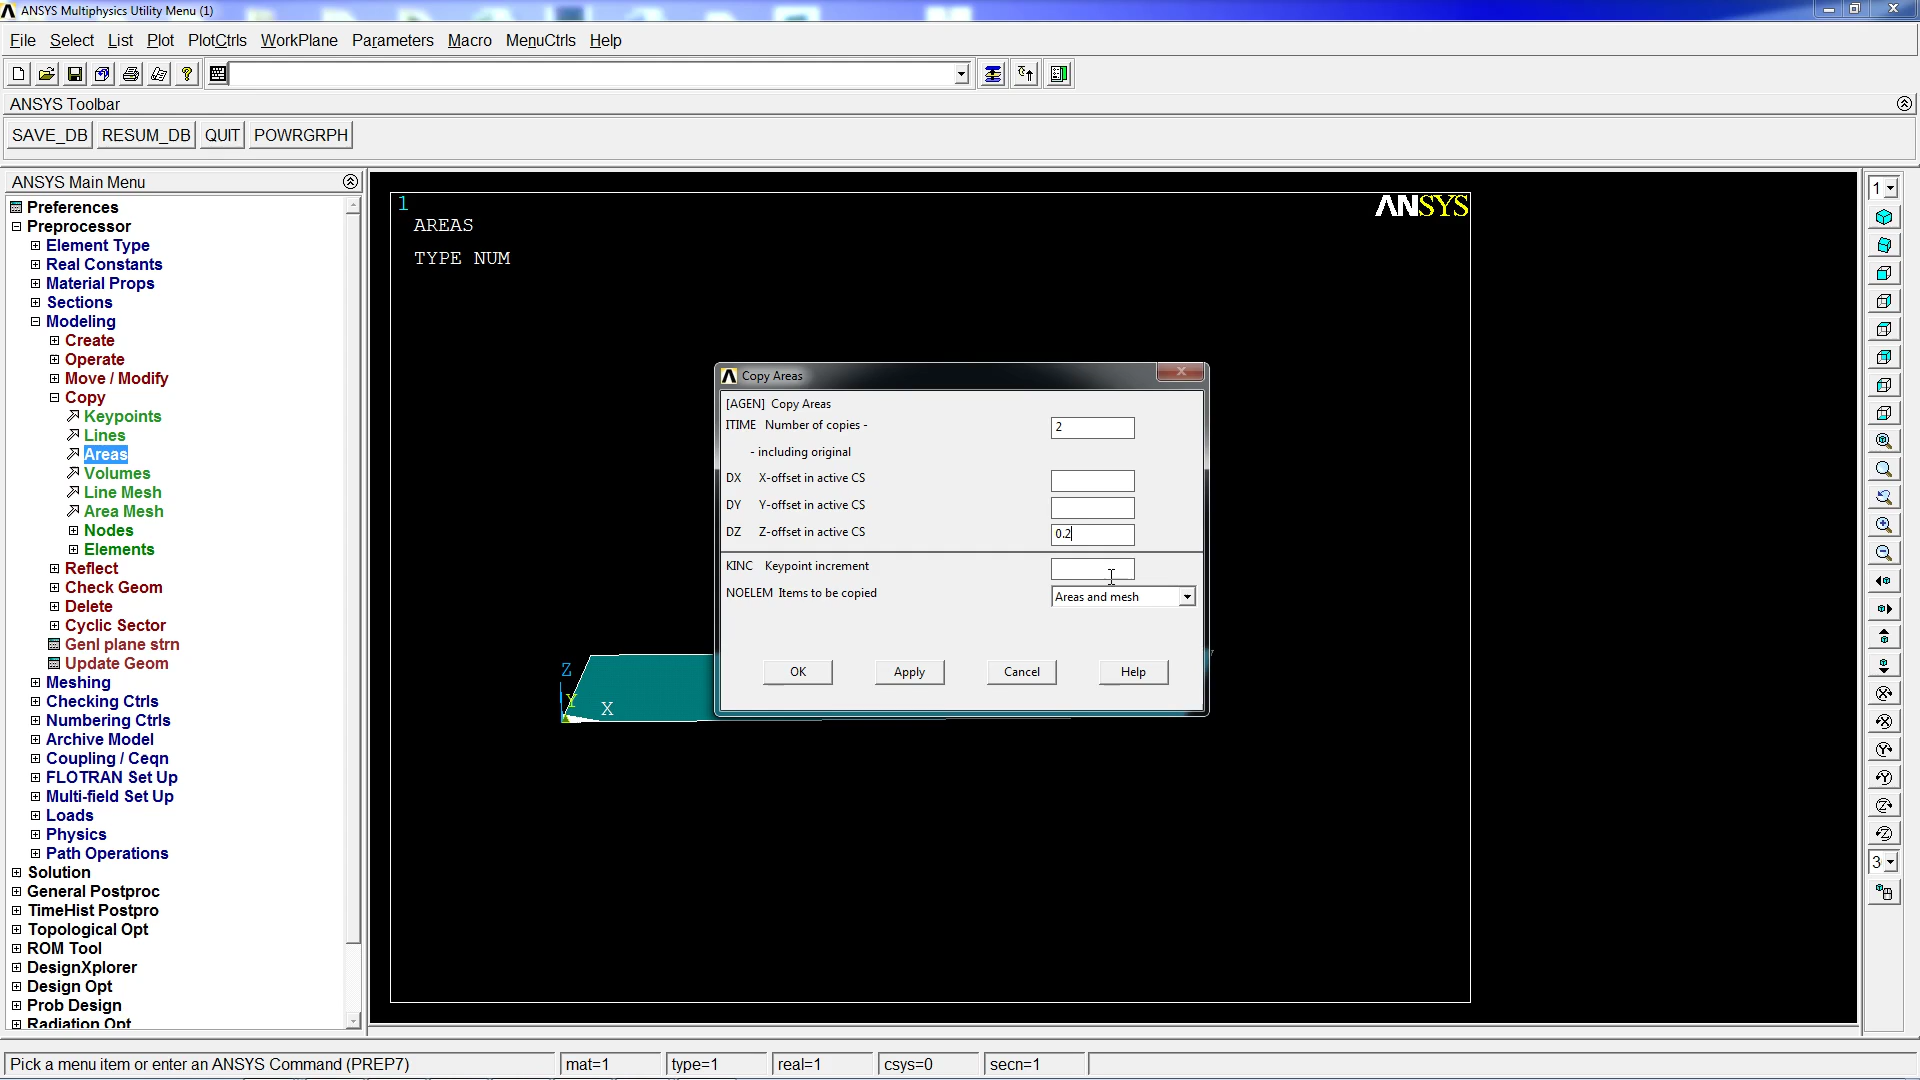 ANSYS Multiphysics Utility Menu (1)
File Select List Plot PlotCtrls WorkPlane Parameters Macro MenuCtrls Help
ANSYS Toolbar
SAVE_DB RESUM_DB QUIT POWRGRPH
ANSYS Main Menu
Preferences
Preprocessor
Element Type
Real Constants
Material Props
Sections
Modeling
Create
Operate
Move / Modify
Copy
Keypoints
Lines
Areas
Volumes
Line Mesh
Area Mesh
Nodes
Elements
Reflect
Check Geom
Delete
Cyclic Sector
Genl plane strn
Update Geom
Meshing
Checking Ctrls
Numbering Ctrls
Archive Model
Coupling / Ceqn
FLOTRAN Set Up
Multi-field Set Up
Loads
Physics
Path Operations
Solution
General Postproc
TimeHist Postpro
Topological Opt
ROM Tool
DesignXplorer
Design Opt
Prob Design
Radiation Opt
1
AREAS
TYPE NUM
ANSYS
Z
Y
X
Copy Areas
[AGEN] Copy Areas
ITIME Number of copies - 2
- including original
DX X-offset in active CS
DY Y-offset in active CS
DZ Z-offset in active CS 0.2
KINC Keypoint increment
NOELEM Items to be copied Areas and mesh
OK Apply Cancel Help
1
3
Pick a menu item or enter an ANSYS Command (PREP7) mat=1 type=1 real=1 csys=0 secn=1